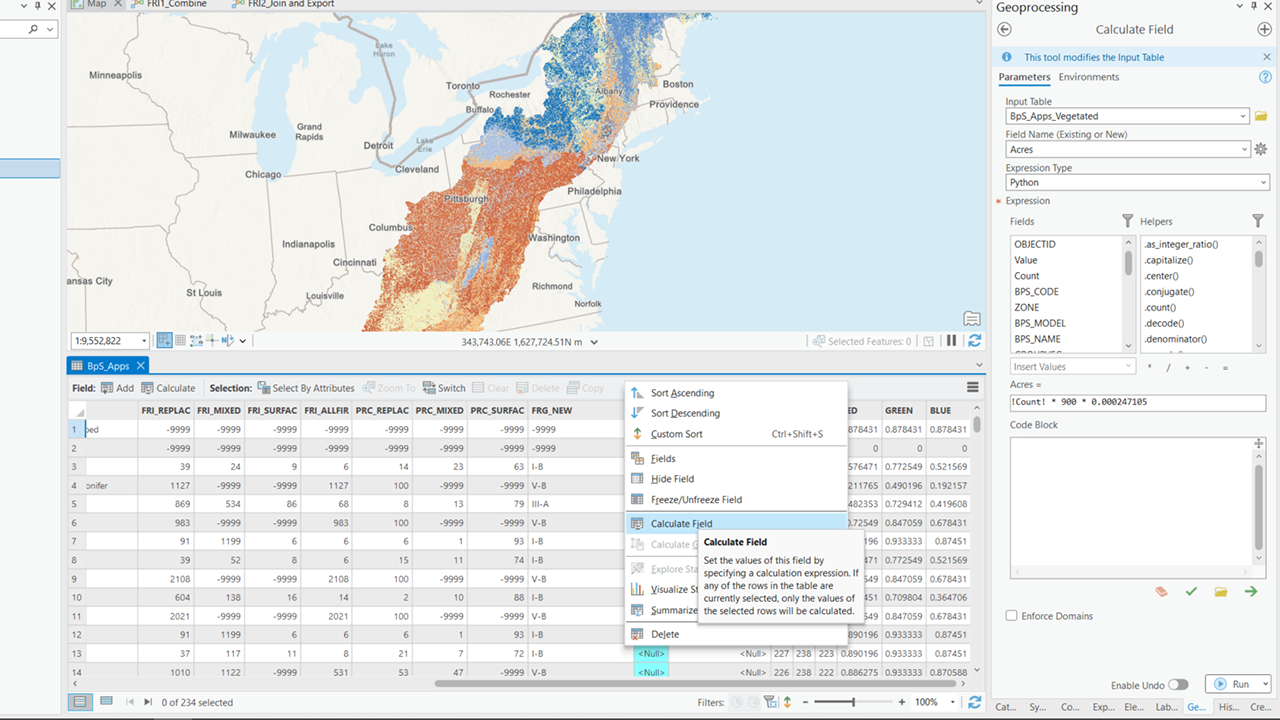 Map
FRI1_Combine
FRI2_Join and Export
Minneapolis
Milwaukee
Grand
Rapids
Lake
Huron
Detroit
Chicago
Toronto
Rochester
Buffalo
Lake
Erie
Cleveland
Albany
Boston
Providence
New York
Philadelphia
Pittsburgh
Columbus
Indianapolis
Cincinnati
Washington
ansas City
St Louis
Louisville
Richmond
Norfolk
1:9,552,822
343,743.06E 1,627,724.51N m
Selected Features: 0
BpS_Apps
Field: Add Calculate Selection: Select By Attributes Zoom To Switch Clear Delete Copy
FRI_REPLAC FRI_MIXED FRI_SURFAC FRI_ALLFIR PRC_REPLAC PRC_MIXED PRC_SURFAC FRG_NEW ED GREEN BLUE
1 ped -9999 -9999 -9999 -9999 -9999 -9999 -9999 -9999 878431 0.878431 0.878431
2 -9999 -9999 -9999 -9999 -9999 -9999 -9999 -9999 0 0 0
3 39 24 9 6 14 23 63 I-B 576471 0.772549 0.521569
4 onifer 1127 -9999 -9999 1127 100 -9999 -9999 V-B 211765 0.490196 0.192157
5 869 534 86 68 8 13 79 III-A 482353 0.729412 0.419608
6 983 -9999 -9999 983 100 -9999 -9999 V-B 0.72549 0.847059 0.678431
7 91 1199 6 6 6 1 93 I-B 0.933333 0.87451
8 39 52 8 6 15 11 74 I-B 0.772549 0.521569
9 2108 -9999 -9999 2108 100 -9999 -9999 V-B 0.847059 0.678431
10 604 138 16 14 2 10 88 I-B 0.709804 0.364706
11 2021 -9999 -9999 2021 100 -9999 -9999 V-B 0.847059 0.678431
12 91 1199 6 6 6 1 93 I-B 890196 0.933333 0.87451
13 37 117 11 8 21 7 72 I-B <Null> <Null> 227 238 223 0.890196 0.933333 0.87451
14 1010 1122 -9999 531 53 47 -9999 V-B <Null> <Null> 226 238 222 0.886275 0.933333 0.870588
Sort Ascending
Sort Descending
Custom Sort Ctrl+Shift+S
Fields
Hide Field
Freeze/Unfreeze Field
Calculate Field
Calculate G
Explore Sta
Visualize St
Summarize
Delete
Calculate Field
Set the values of this field by
specifying a calculation expression. If
any of the rows in the table are
currently selected, only the values of
the selected rows will be calculated.
0 of 234 selected
Filters:
100%
Geoprocessing
Calculate Field
This tool modifies the Input Table
Parameters Environments
Input Table
BpS_Apps_Vegetated
Field Name (Existing or New)
Acres
Expression Type
Python
* Expression
Fields
Helpers
OBJECTID
Value
Count
BPS_CODE
ZONE
BPS_MODEL
BPS_NAME
.as_integer_ratio()
.capitalize()
.center()
.conjugate()
.count()
.decode()
.denominator()
Insert Values * / + - =
Acres =
!Count! * 900 * 0.000247105
Code Block
Enforce Domains
Enable Undo
Run
Cat... Sy... Co... Exp... Ele... Lab... Ge... His... Cre...